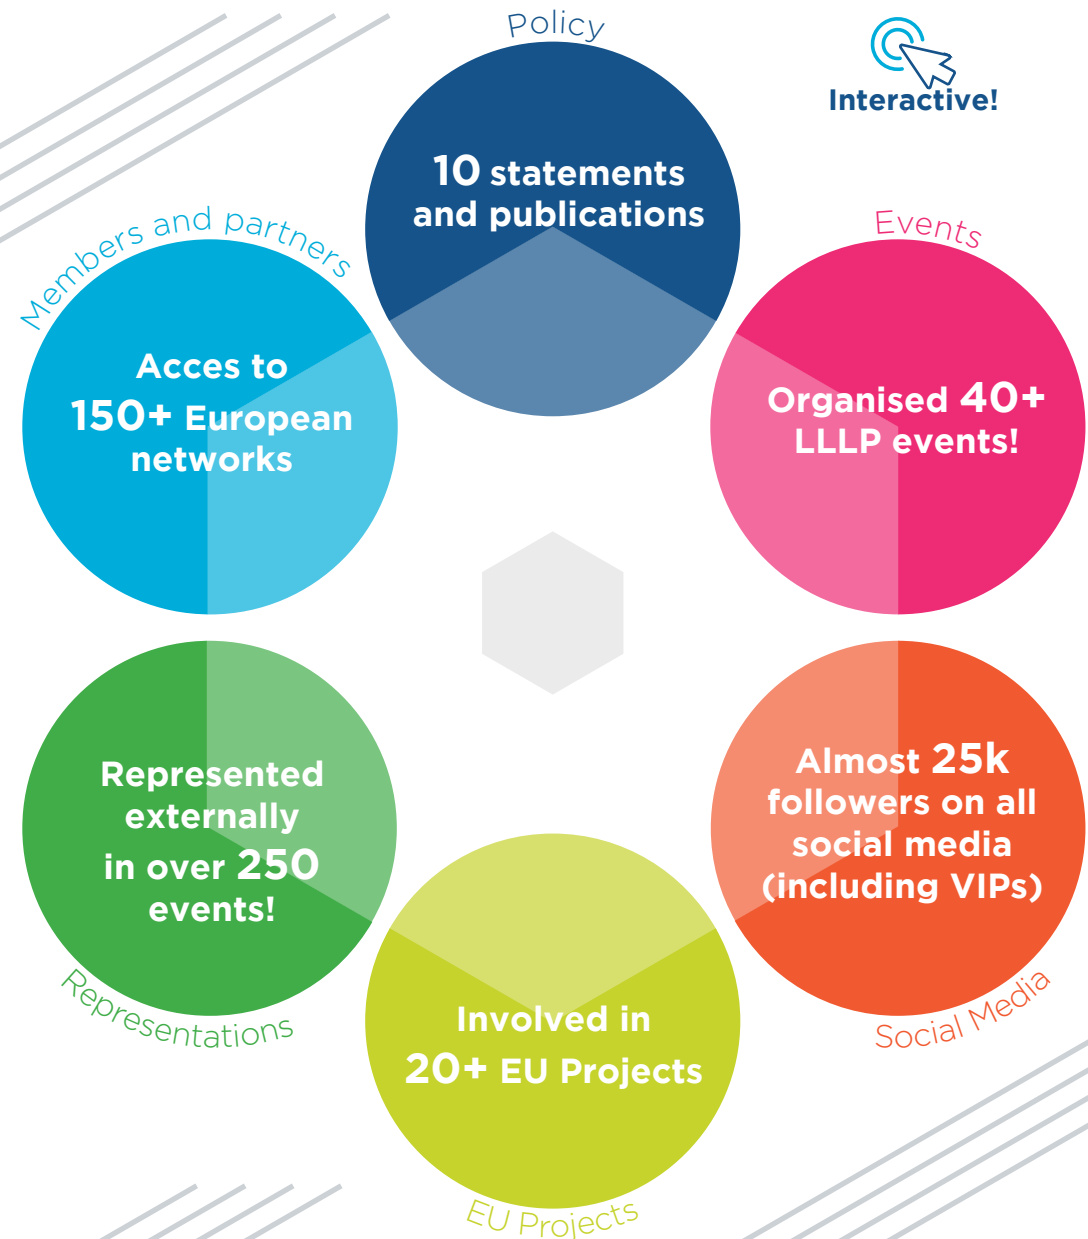 Policy
10 statements
and publications
Interactive!
Members and partners
Acces to
150+ European
networks
Events
Organised 40+
LLLP events!
Represented
externally
in over 250
events!
Representations
Almost 25k
followers on all
social media
(including VIPs)
Social Media
Involved in
20+ EU Projects
EU Projects